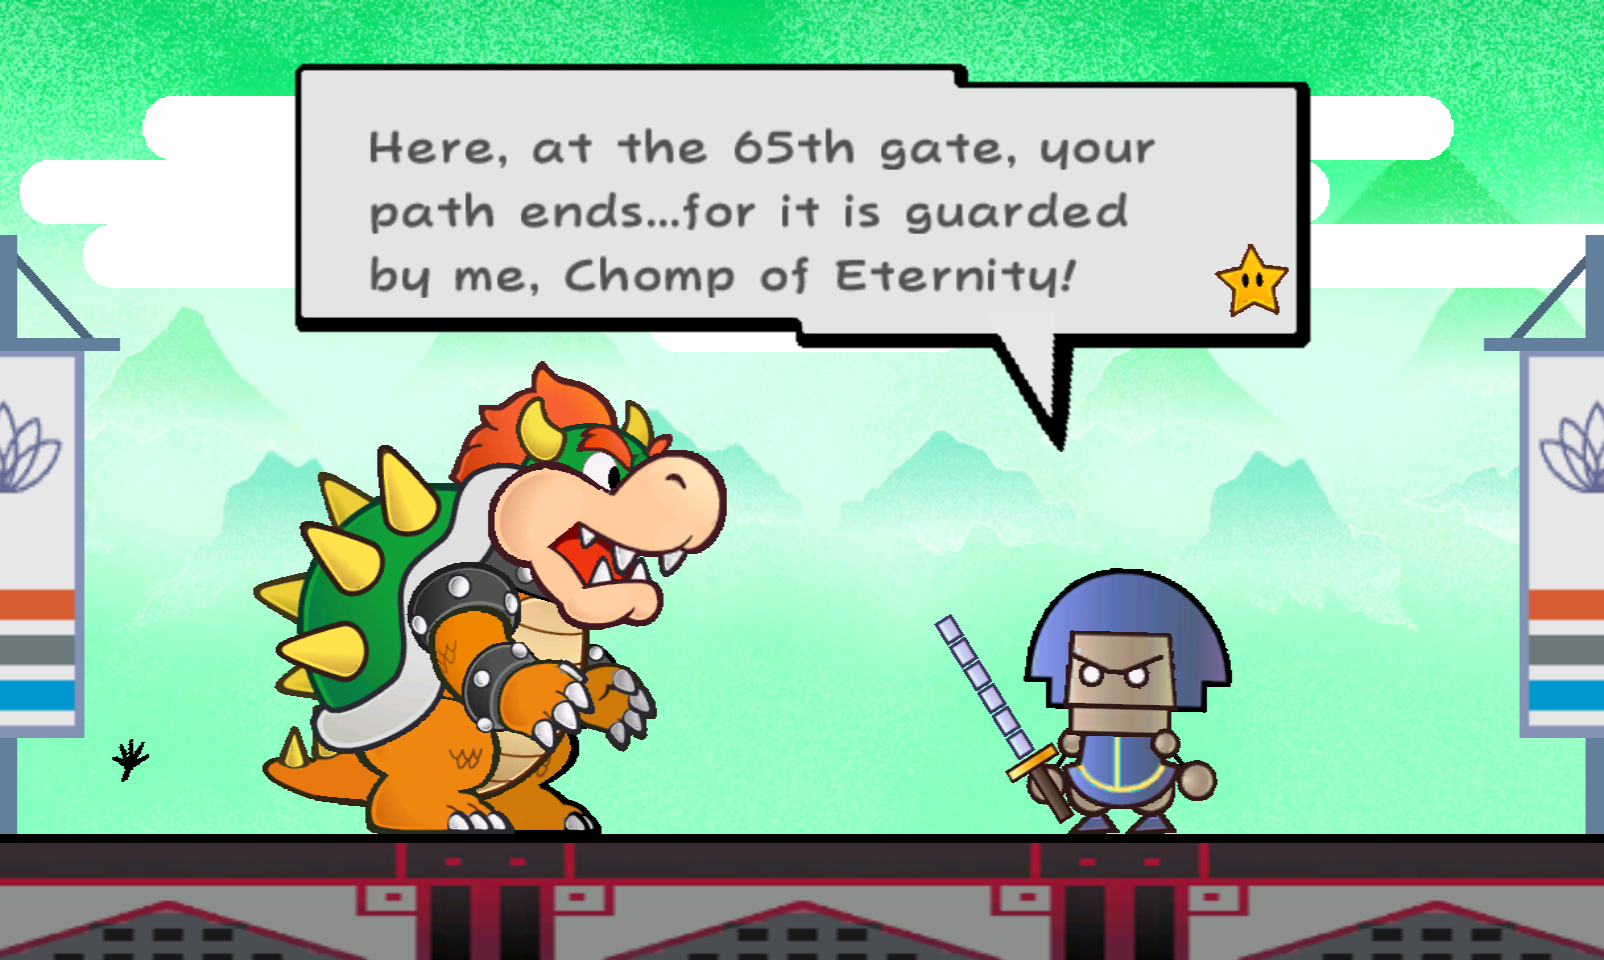 Here, at the 65th gate, your
path ends...for it is guarded
by me, Chomp of Eternity!